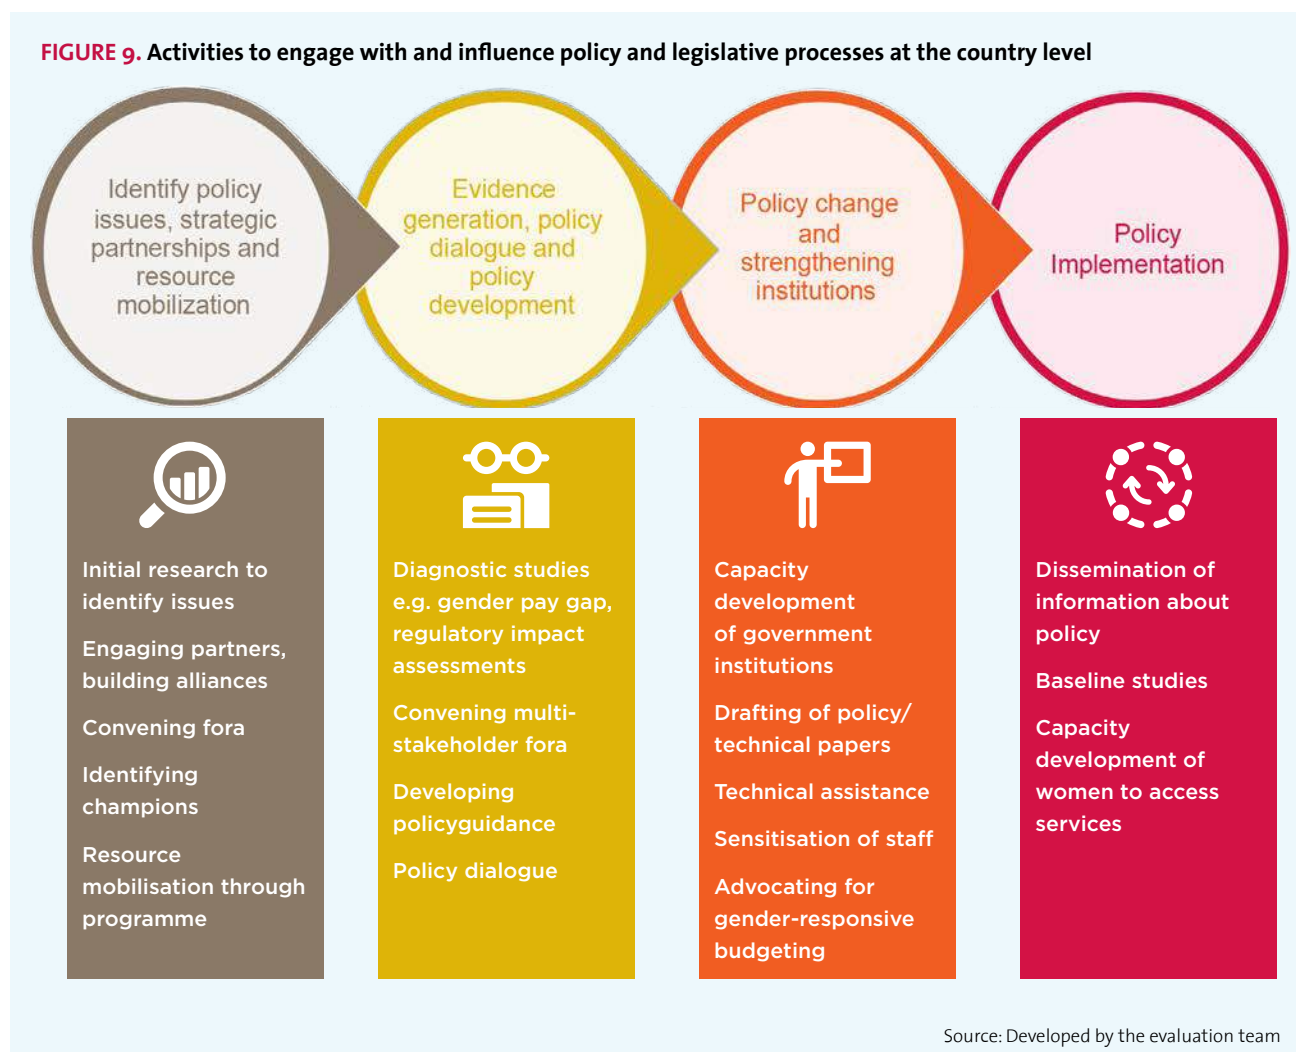 FIGURE 9. Activities to engage with and influence policy and legislative processes at the country level
Identify policy
issues, strategic
partnerships and
resource
mobilization
Evidence
generation, policy
dialogue and
policy
development
Policy change
and
strengthening
institutions
Policy
Implementation
Initial research to
identify issues
Engaging partners,
building alliances
Convening fora
Identifying
champions
Resource
mobilisation through
programme
Diagnostic studies
e.g. gender pay gap,
regulatory impact
assessments
Convening multi-
stakeholder fora
Developing
policyguidance
Policy dialogue
Capacity
development
of government
institutions
Drafting of policy/
technical papers
Technical assistance
Sensitisation of staff
Advocating for
gender-responsive
budgeting
Dissemination of
information about
policy
Baseline studies
Capacity
development of
women to access
services
Source: Developed by the evaluation team